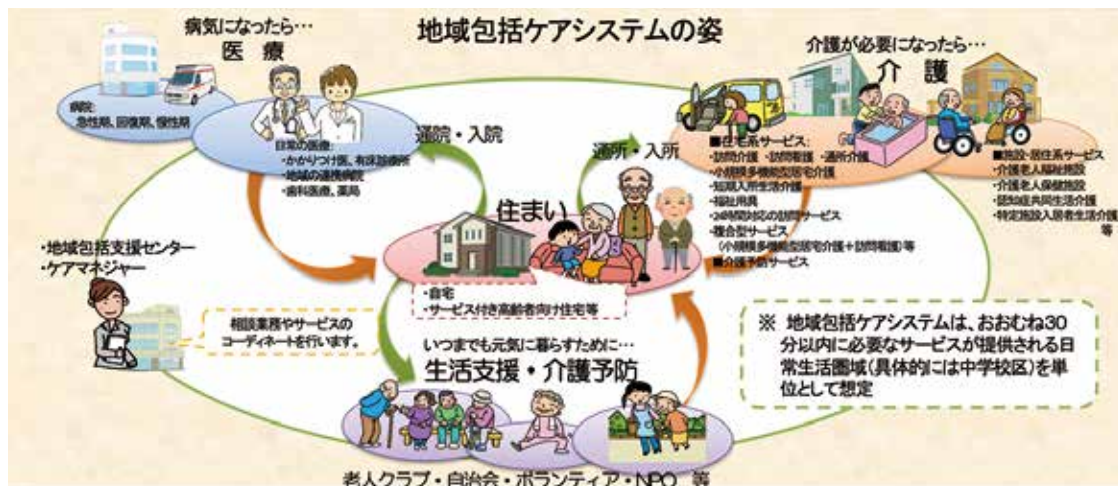 地域包括ケアシステムの姿
病気になったら…
医 療
病院:
急性期、回復期、慢性期
日常の医療:
・かかりつけ医、有床診療所
・地域の連携病院
・歯科医療、薬局
通院・入院
通所・入所
介護が必要になったら…
介 護
■在宅系サービス:
・訪問介護 ・訪問看護 ・通所介護
・小規模多機能型居宅介護
・短期入所生活介護
・福祉用具
・24時間対応の訪問サービス
・複合型サービス
(小規模多機能型居宅介護+訪問看護)等
■介護予防サービス
■施設・居住系サービス
・介護老人福祉施設
・介護老人保健施設
・認知症共同生活介護
・特定施設入居者生活介護
等
住まい
・自宅
・サービス付き高齢者向け住宅等
・地域包括支援センター
・ケアマネジャー
相談業務やサービスの
コーディネートを行います。
いつまでも元気に暮らすために…
生活支援・介護予防
老人クラブ・自治会・ボランティア・NPO 等
※ 地域包括ケアシステムは、おおむね30
分以内に必要なサービスが提供される日
常生活圏域(具体的には中学校区)を単
位として想定